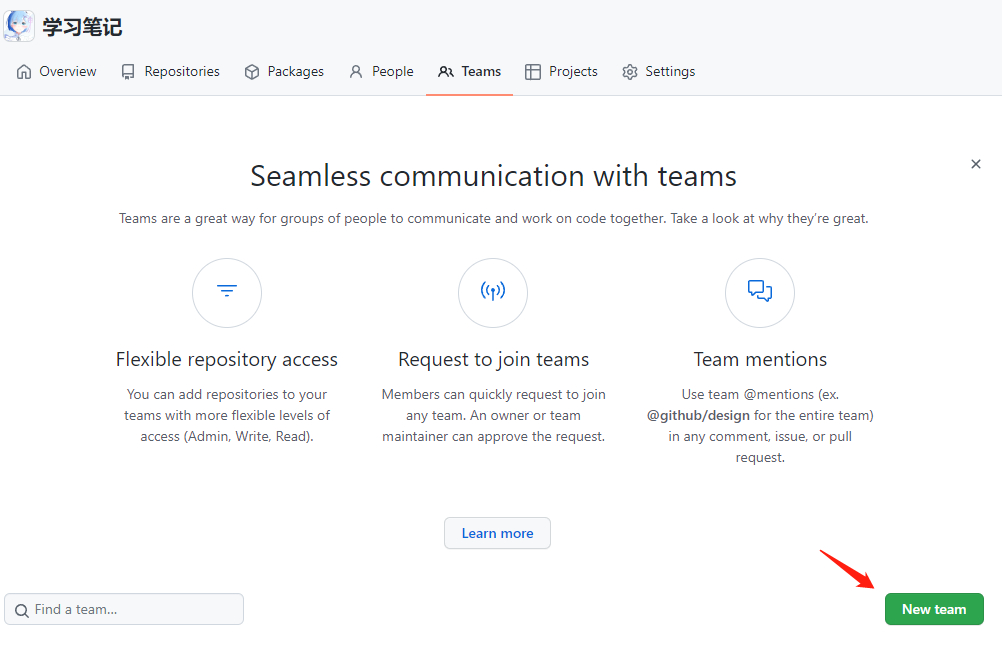 学习笔记
Overview Repositories Packages People Teams Projects Settings
Seamless communication with teams
Teams are a great way for groups of people to communicate and work on code together. Take a look at why they’re great.
Flexible repository access
You can add repositories to your
teams with more flexible levels of
access (Admin, Write, Read).
Request to join teams
Members can quickly request to join
any team. An owner or team
maintainer can approve the request.
Team mentions
Use team @mentions (ex.
@github/design for the entire team)
in any comment, issue, or pull
request.
Learn more
Find a team...
New team